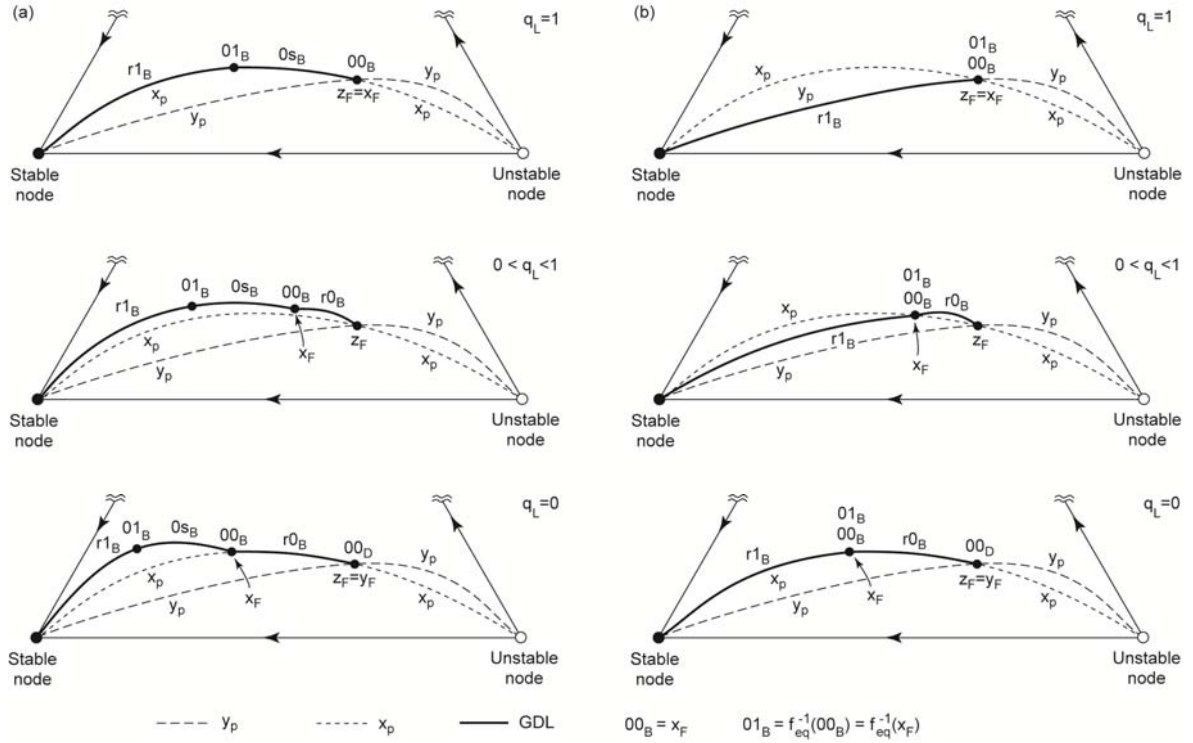 (a)
q_L=1
01_B
0s_B
00_B
r1_B
x_p
y_p
z_F=x_F
y_p
x_p
Stable
node
Unstable
node
(b)
q_L=1
01_B
00_B
x_p
y_p
r1_B
z_F=x_F
y_p
x_p
Stable
node
Unstable
node
0 < q_L<1
01_B
0s_B
00_B
r0_B
r1_B
x_p
y_p
x_F
z_F
y_p
x_p
Stable
node
Unstable
node
0 < q_L<1
01_B
00_B
r0_B
x_p
r1_B
y_p
x_F
z_F
y_p
x_p
Stable
node
Unstable
node
q_L=0
01_B
0s_B
00_B
r0_B
00_D
r1_B
x_p
y_p
x_F
z_F=y_F
y_p
x_p
Stable
node
Unstable
node
q_L=0
01_B
00_B
r0_B
00_D
r1_B
x_p
y_p
x_F
z_F=y_F
y_p
x_p
Stable
node
Unstable
node
y_p x_p GDL 00_B = x_F 01_B = f_eq^-1(00_B) = f_eq^-1(x_F)